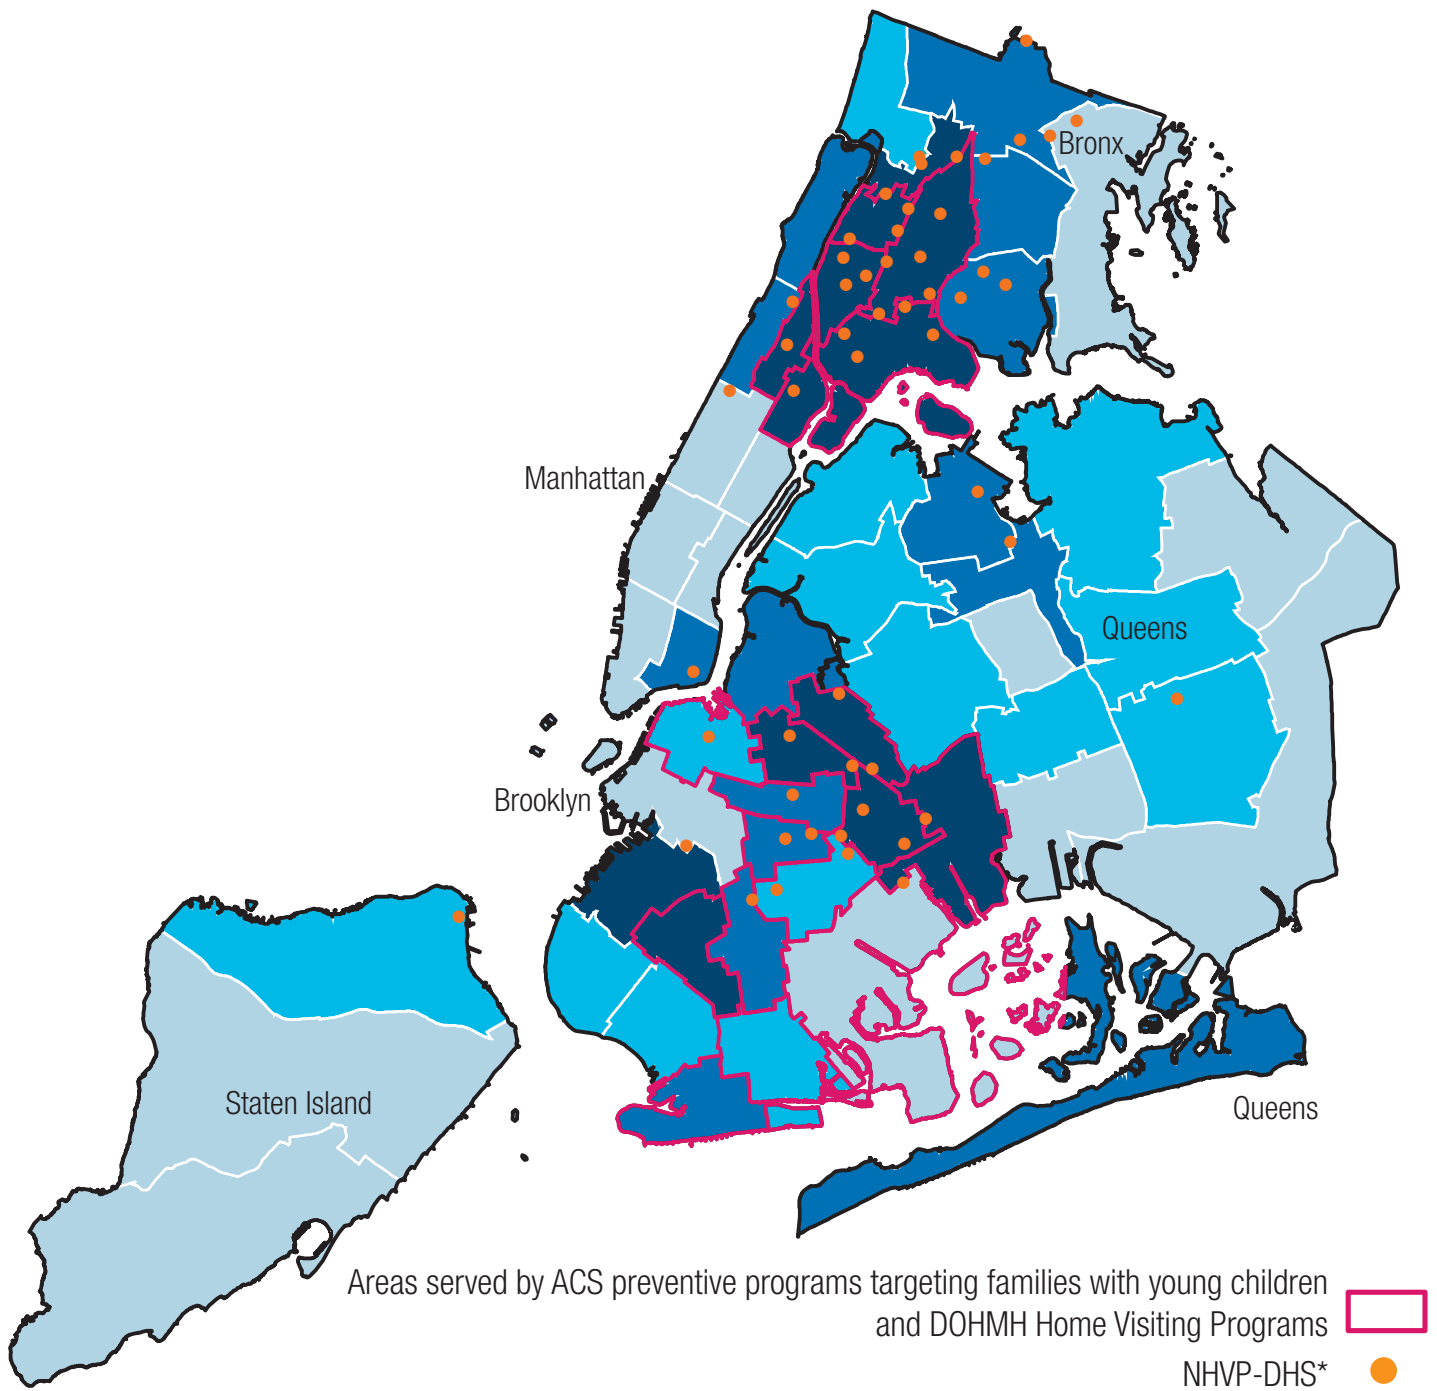 Bronx
Manhattan
Queens
Brooklyn
Staten Island
Queens
Areas served by ACS preventive programs targeting families with young children
and DOHMH Home Visiting Programs
NHVP-DHS*